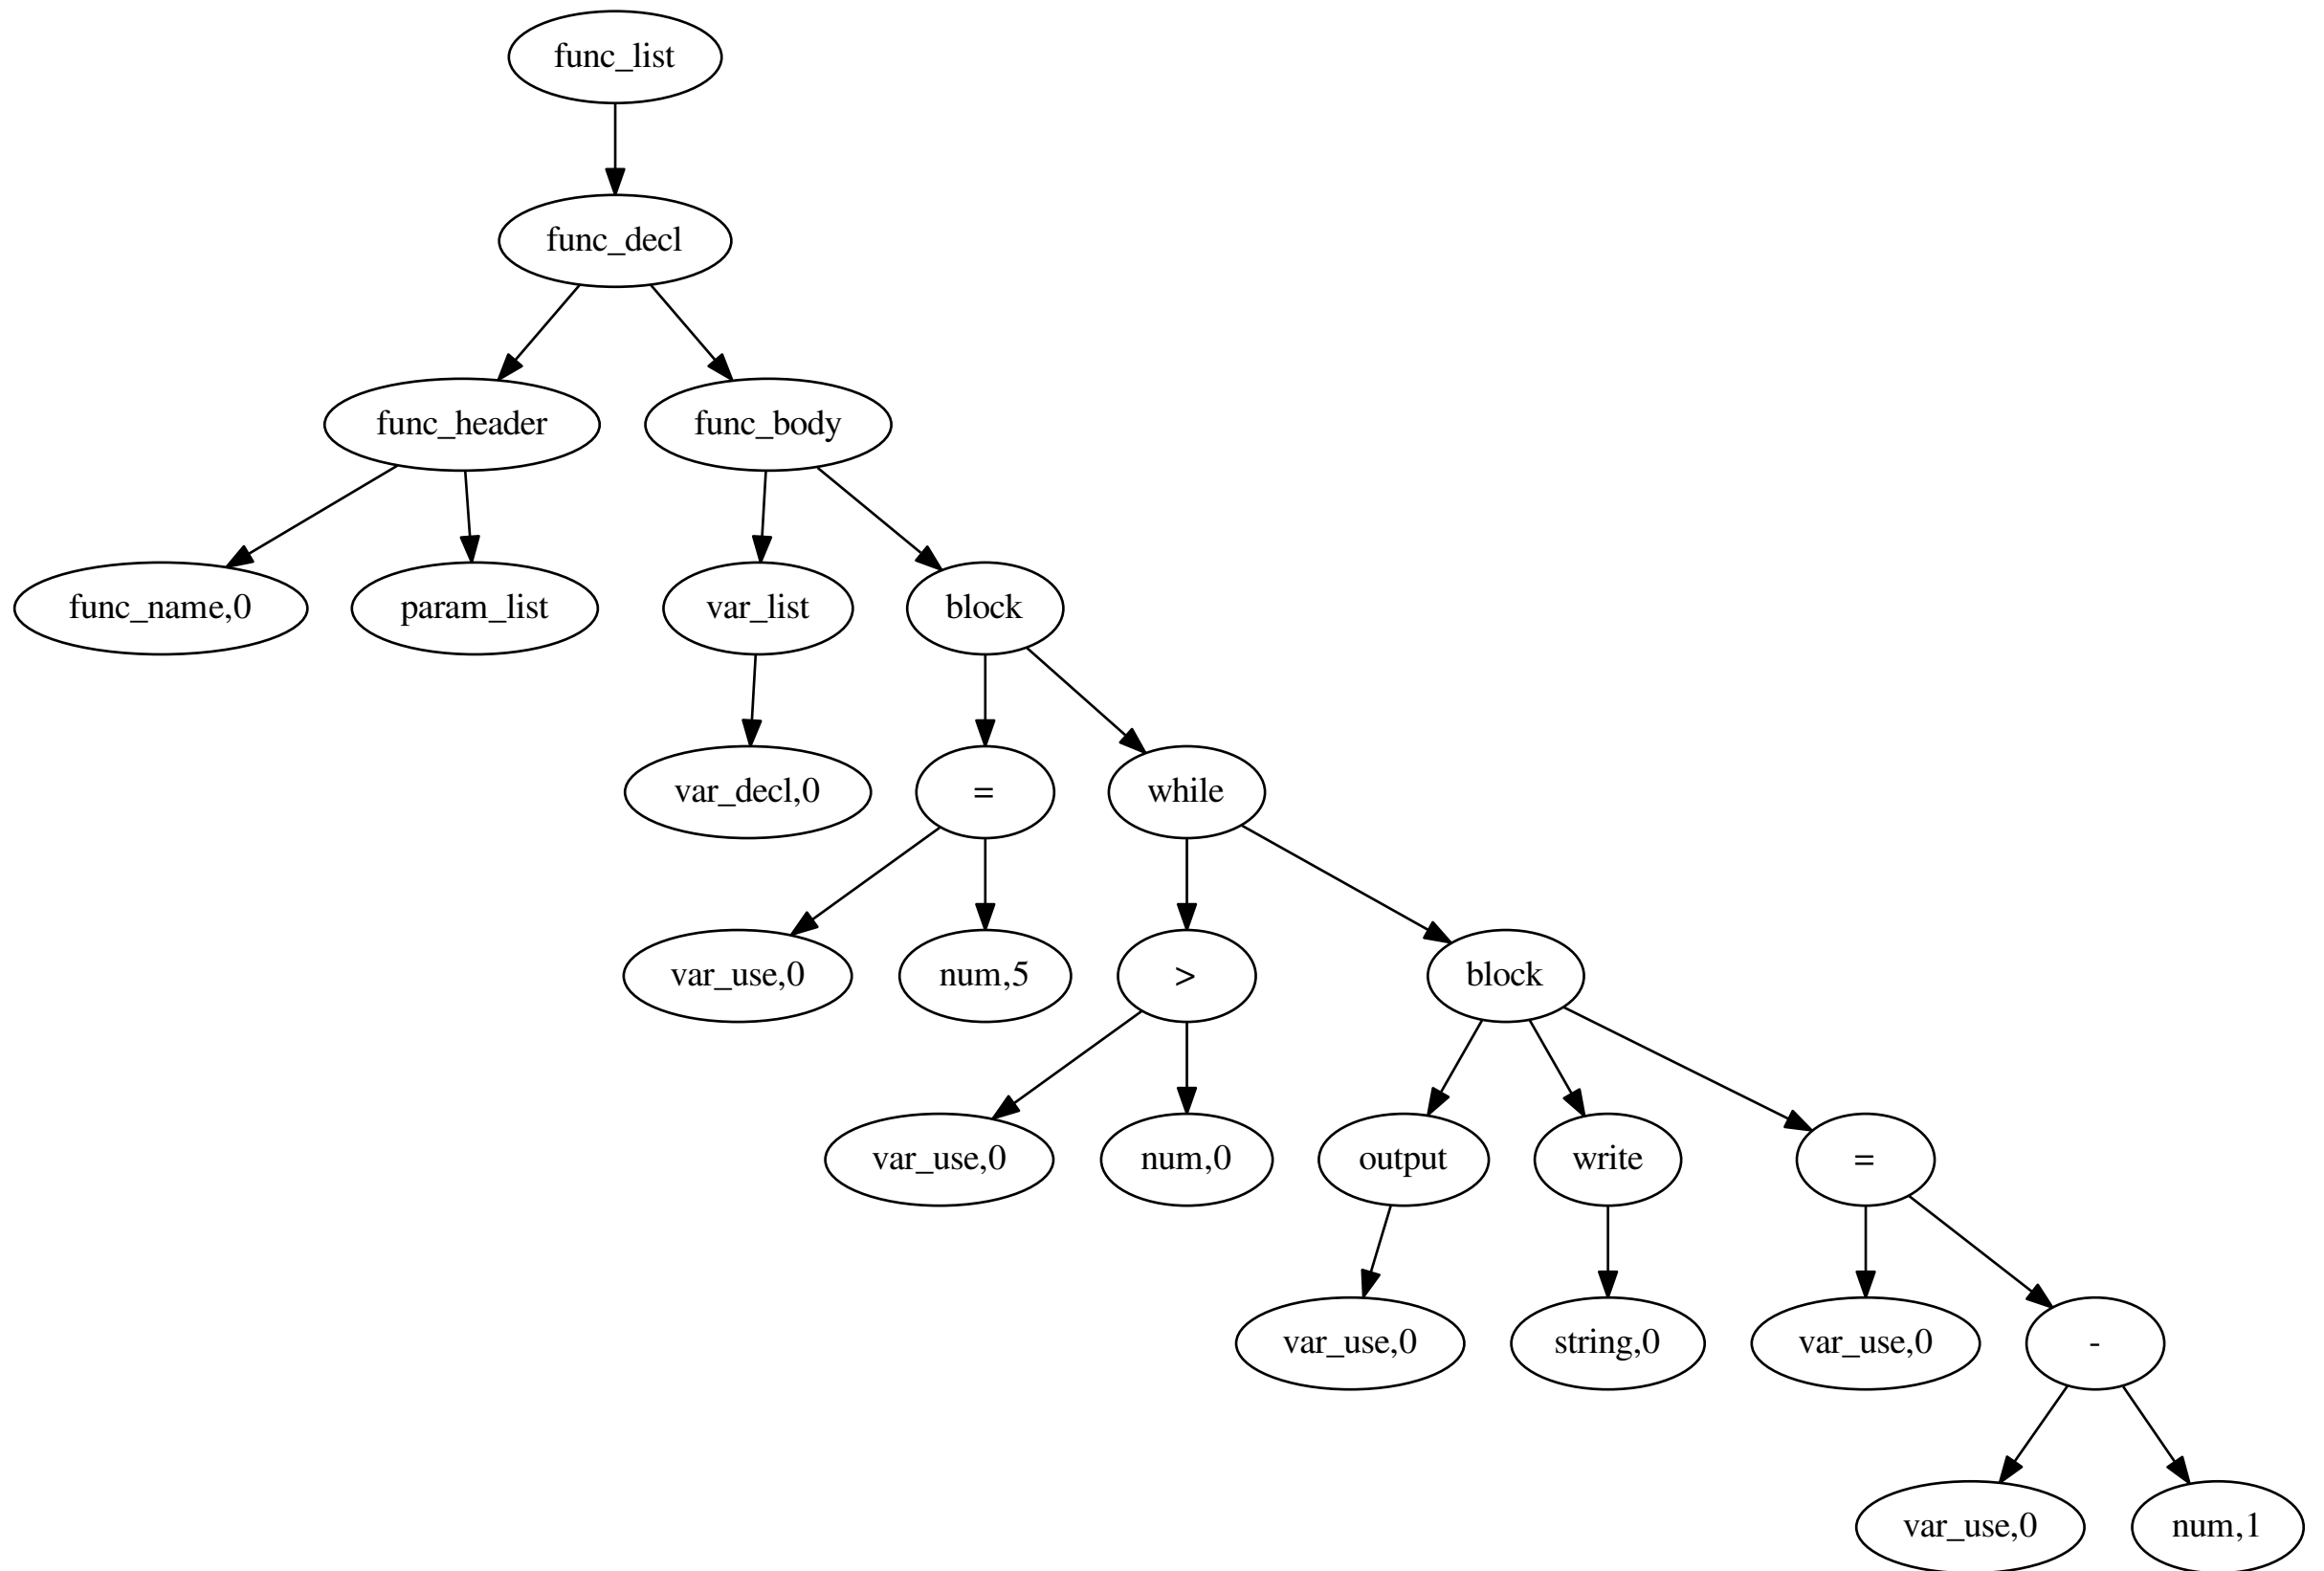 func_list
func_decl
func_header
func_body
func_name,0
param_list
var_list
block
var_decl,0
=
while
var_use,0
num,5
>
block
var_use,0
num,0
output
write
=
var_use,0
string,0
var_use,0
-
var_use,0
num,1